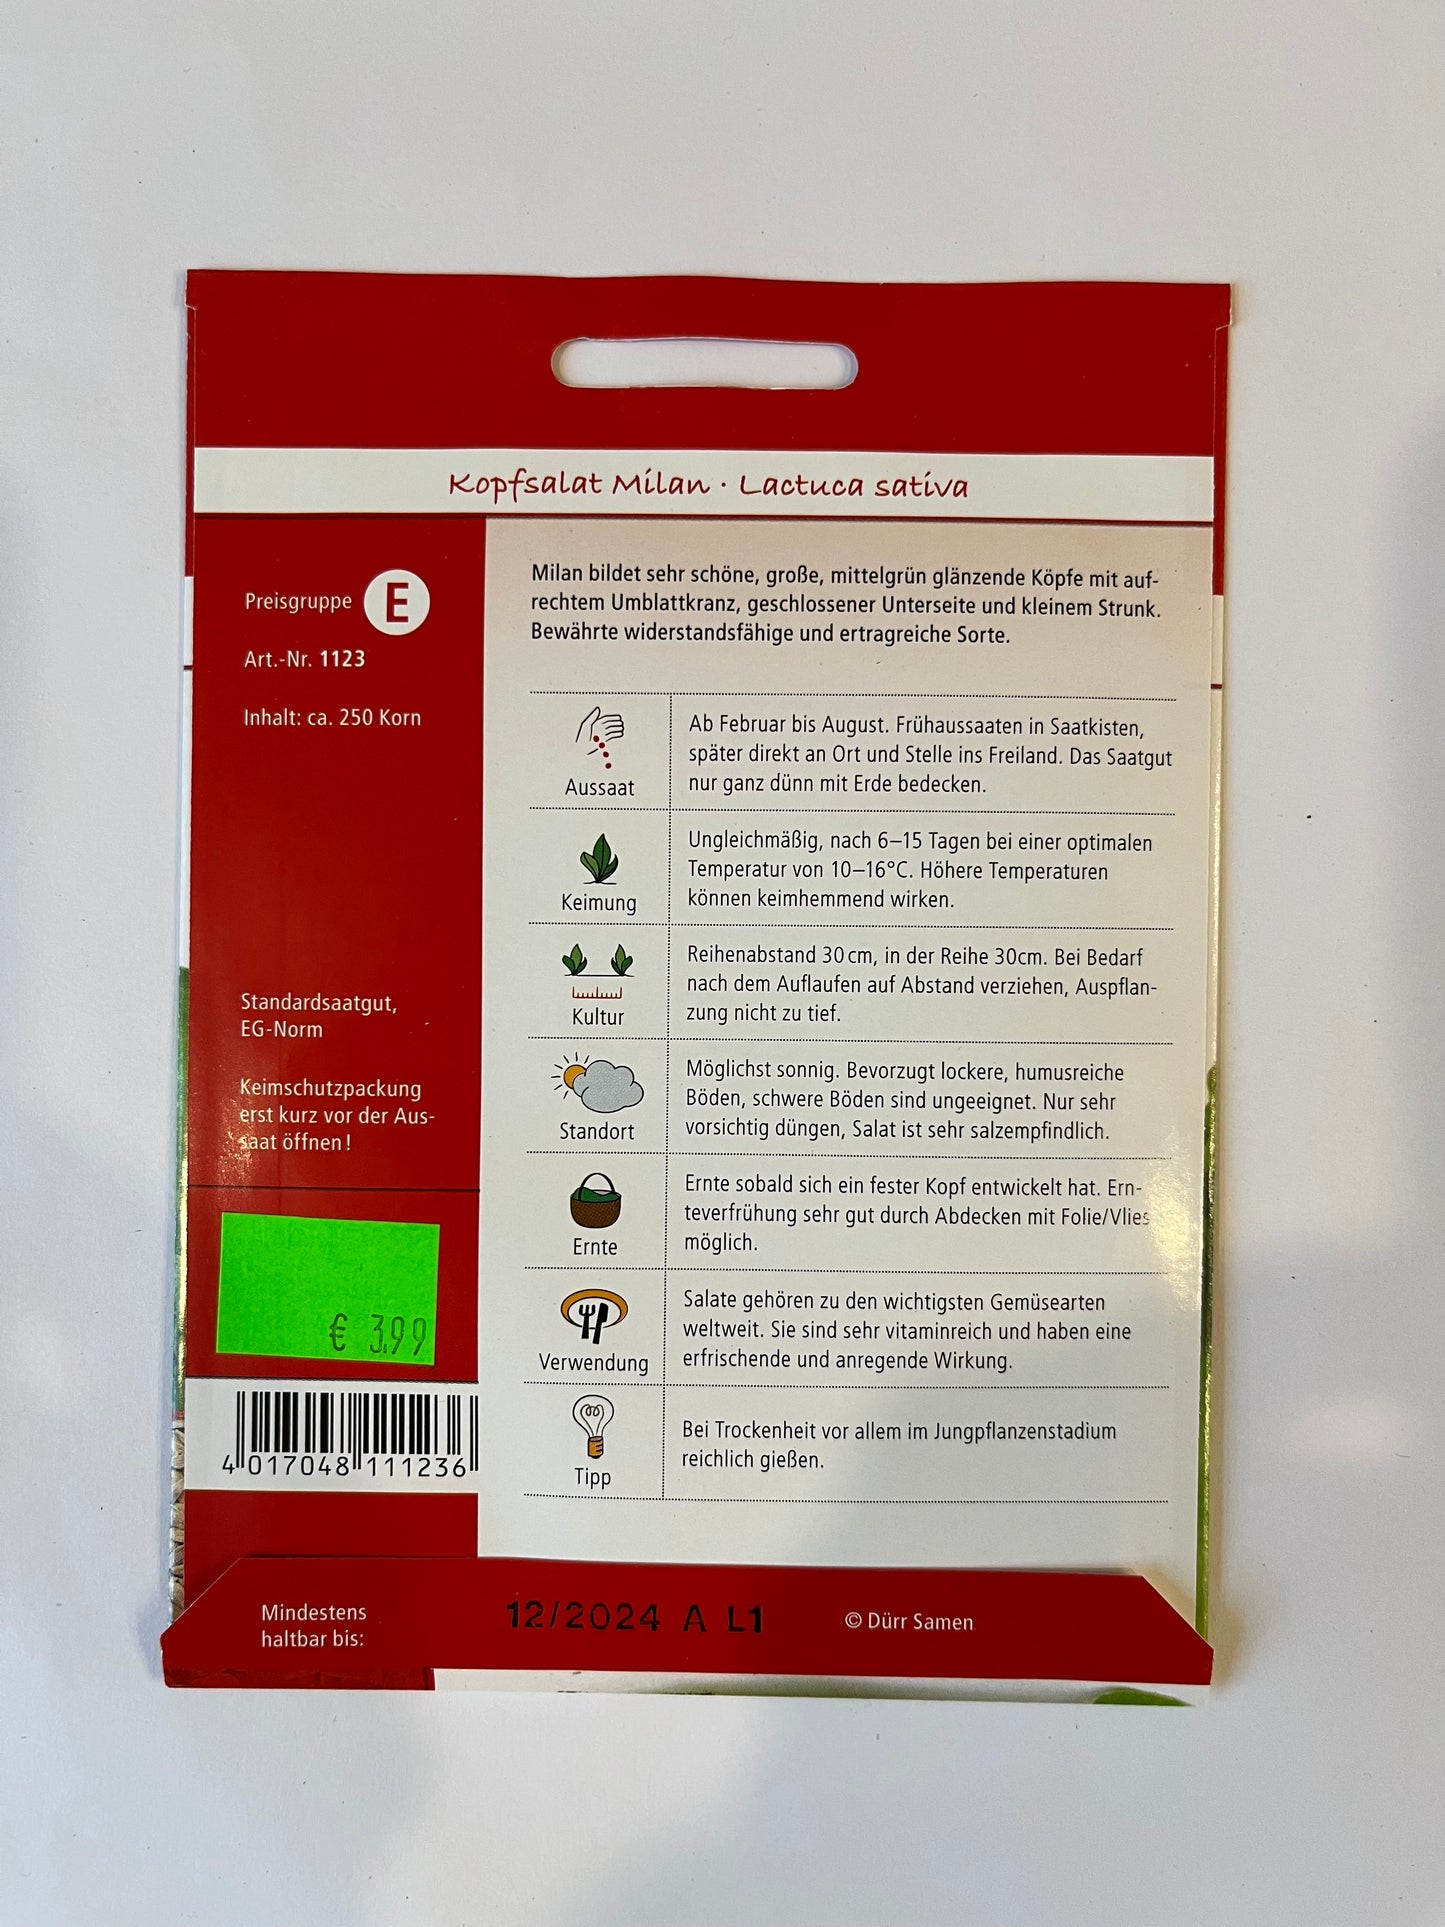 Kopfsalat Milan · Lactuca sativa
Preisgruppe E
Art.-Nr. 1123
Inhalt: ca. 250 Korn
Standardsaatgut,
EG-Norm
Keimschutzpackung
erst kurz vor der Aus-
saat öffnen!
€ 3.99
4 017048 111236
Milan bildet sehr schöne, große, mittelgrün glänzende Köpfe mit auf-
rechtem Umblattkranz, geschlossener Unterseite und kleinem Strunk.
Bewährte widerstandsfähige und ertragreiche Sorte.
Aussaat
Ab Februar bis August. Frühaussaaten in Saatkisten,
später direkt an Ort und Stelle ins Freiland. Das Saatgut
nur ganz dünn mit Erde bedecken.
Keimung
Ungleichmäßig, nach 6–15 Tagen bei einer optimalen
Temperatur von 10–16°C. Höhere Temperaturen
können keimhemmend wirken.
Kultur
Reihenabstand 30 cm, in der Reihe 30cm. Bei Bedarf
nach dem Auflaufen auf Abstand verziehen, Auspflan-
zung nicht zu tief.
Standort
Möglichst sonnig. Bevorzugt lockere, humusreiche
Böden, schwere Böden sind ungeeignet. Nur sehr
vorsichtig düngen, Salat ist sehr salzempfindlich.
Ernte
Ernte sobald sich ein fester Kopf entwickelt hat. Ern-
teverfrühung sehr gut durch Abdecken mit Folie/Vlies
möglich.
Verwendung
Salate gehören zu den wichtigsten Gemüsearten
weltweit. Sie sind sehr vitaminreich und haben eine
erfrischende und anregende Wirkung.
Tipp
Bei Trockenheit vor allem im Jungpflanzenstadium
reichlich gießen.
Mindestens
haltbar bis:
12/2024 A L1
© Dürr Samen